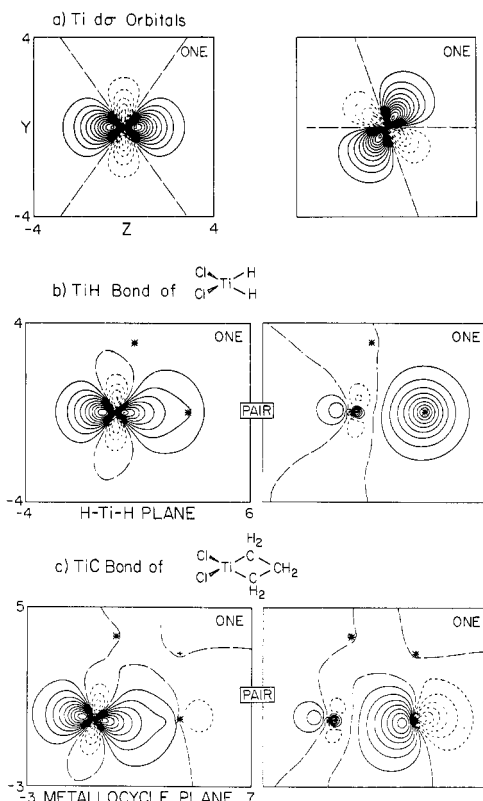 a) Ti dσ Orbitals
4
ONE
Y
-4
-4
Z
4
b) TiH Bond of
Cl
Cl
Ti
H
H
4
ONE
PAIR
ONE
-4
-4
H-Ti-H PLANE
6
c) TiC Bond of
Cl
Cl
Ti
H2
C
CH2
C
H2
5
ONE
PAIR
ONE
-3
-3 METALLOCYCLE PLANE 7